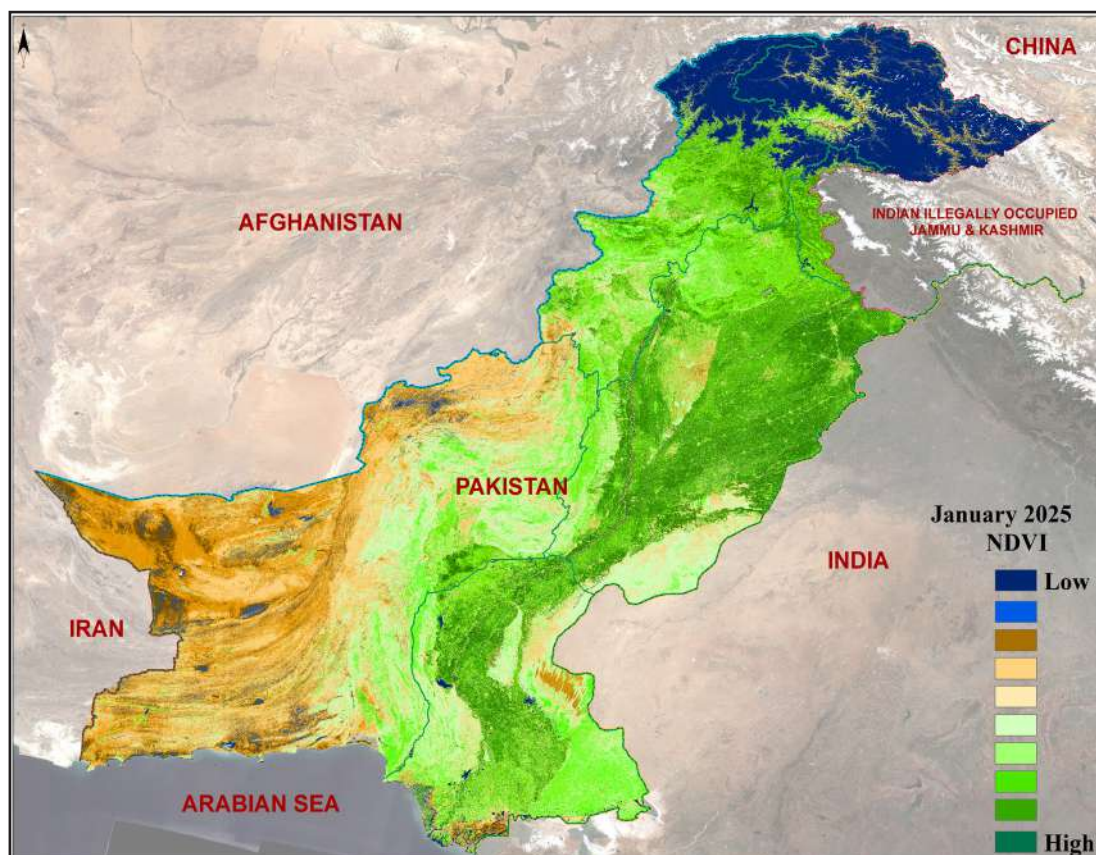 CHINA
INDIAN ILLEGALLY OCCUPIED
JAMMU & KASHMIR
AFGHANISTAN
PAKISTAN
INDIA
IRAN
ARABIAN SEA
January 2025
NDVI
Low
High